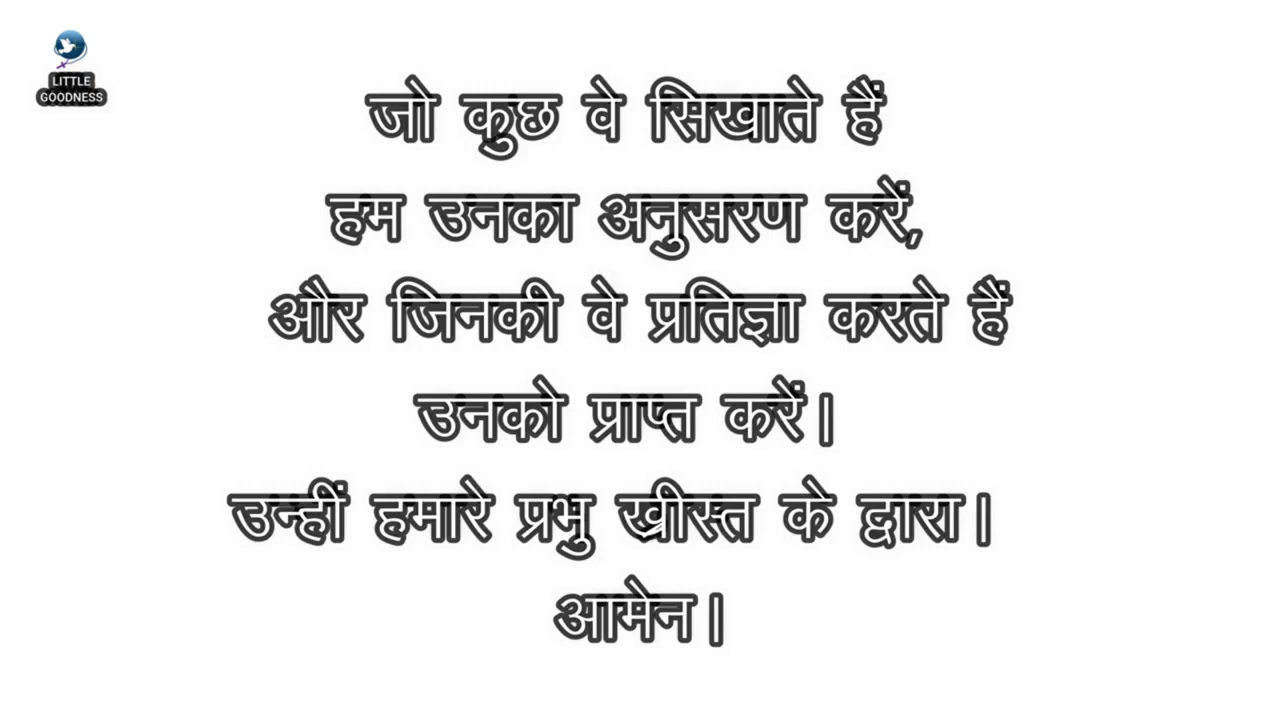 LITTLE
GOODNESS
जो कुछ वे सिखाते हैं
हम उनका अनुसरण करें,
और जिनकी वे प्रतिज्ञा करते हैं
उनको प्राप्त करें।
उन्हीं हमारे प्रभु ख्रीस्त के द्वारा।
आमेन।